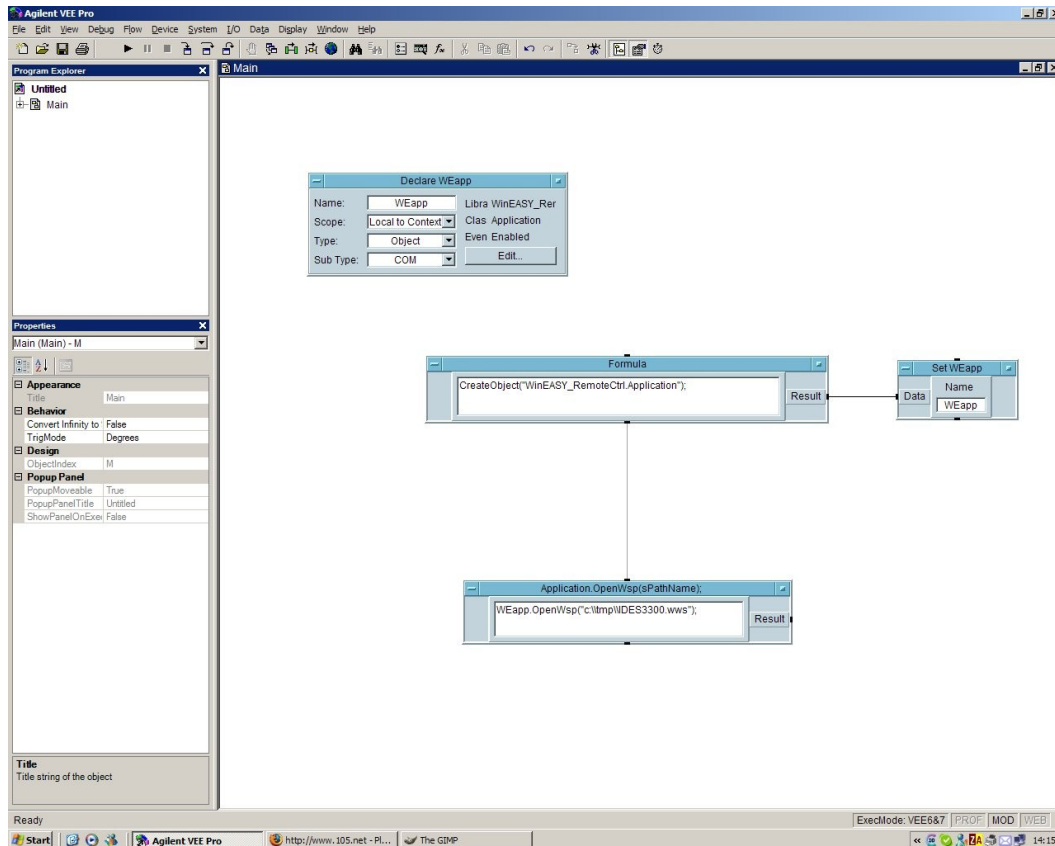 Agilent VEE Pro
File Edit View Debug Flow Device System I/O Data Display Window Help
Program Explorer
Untitled
Main
Main
Declare WEapp
Name: WEapp Libra WinEASY_Rer
Scope: Local to Context Clas Application
Type: Object Even Enabled
Sub Type: COM Edit...
Properties
Main (Main) - M
Appearance
Title Main
Behavior
Convert Infinity to False
TrigMode Degrees
Design
ObjectIndex M
Popup Panel
PopupMoveable True
PopupPanelTitle Untitled
ShowPanelOnExe False
Formula
CreateObject("WinEASY_RemoteCtrl.Application");
Result
Set WEapp
Name
Data WEapp
Application.OpenWsp(sPathName);
WEapp.OpenWsp("c:\\tmp\\IDES3300.wws");
Result
Title
Title string of the object
Ready ExecMode: VEE6&7 PROF MOD WEB
Start Agilent VEE Pro http://www.105.net - Pl... The GIMP 14:15